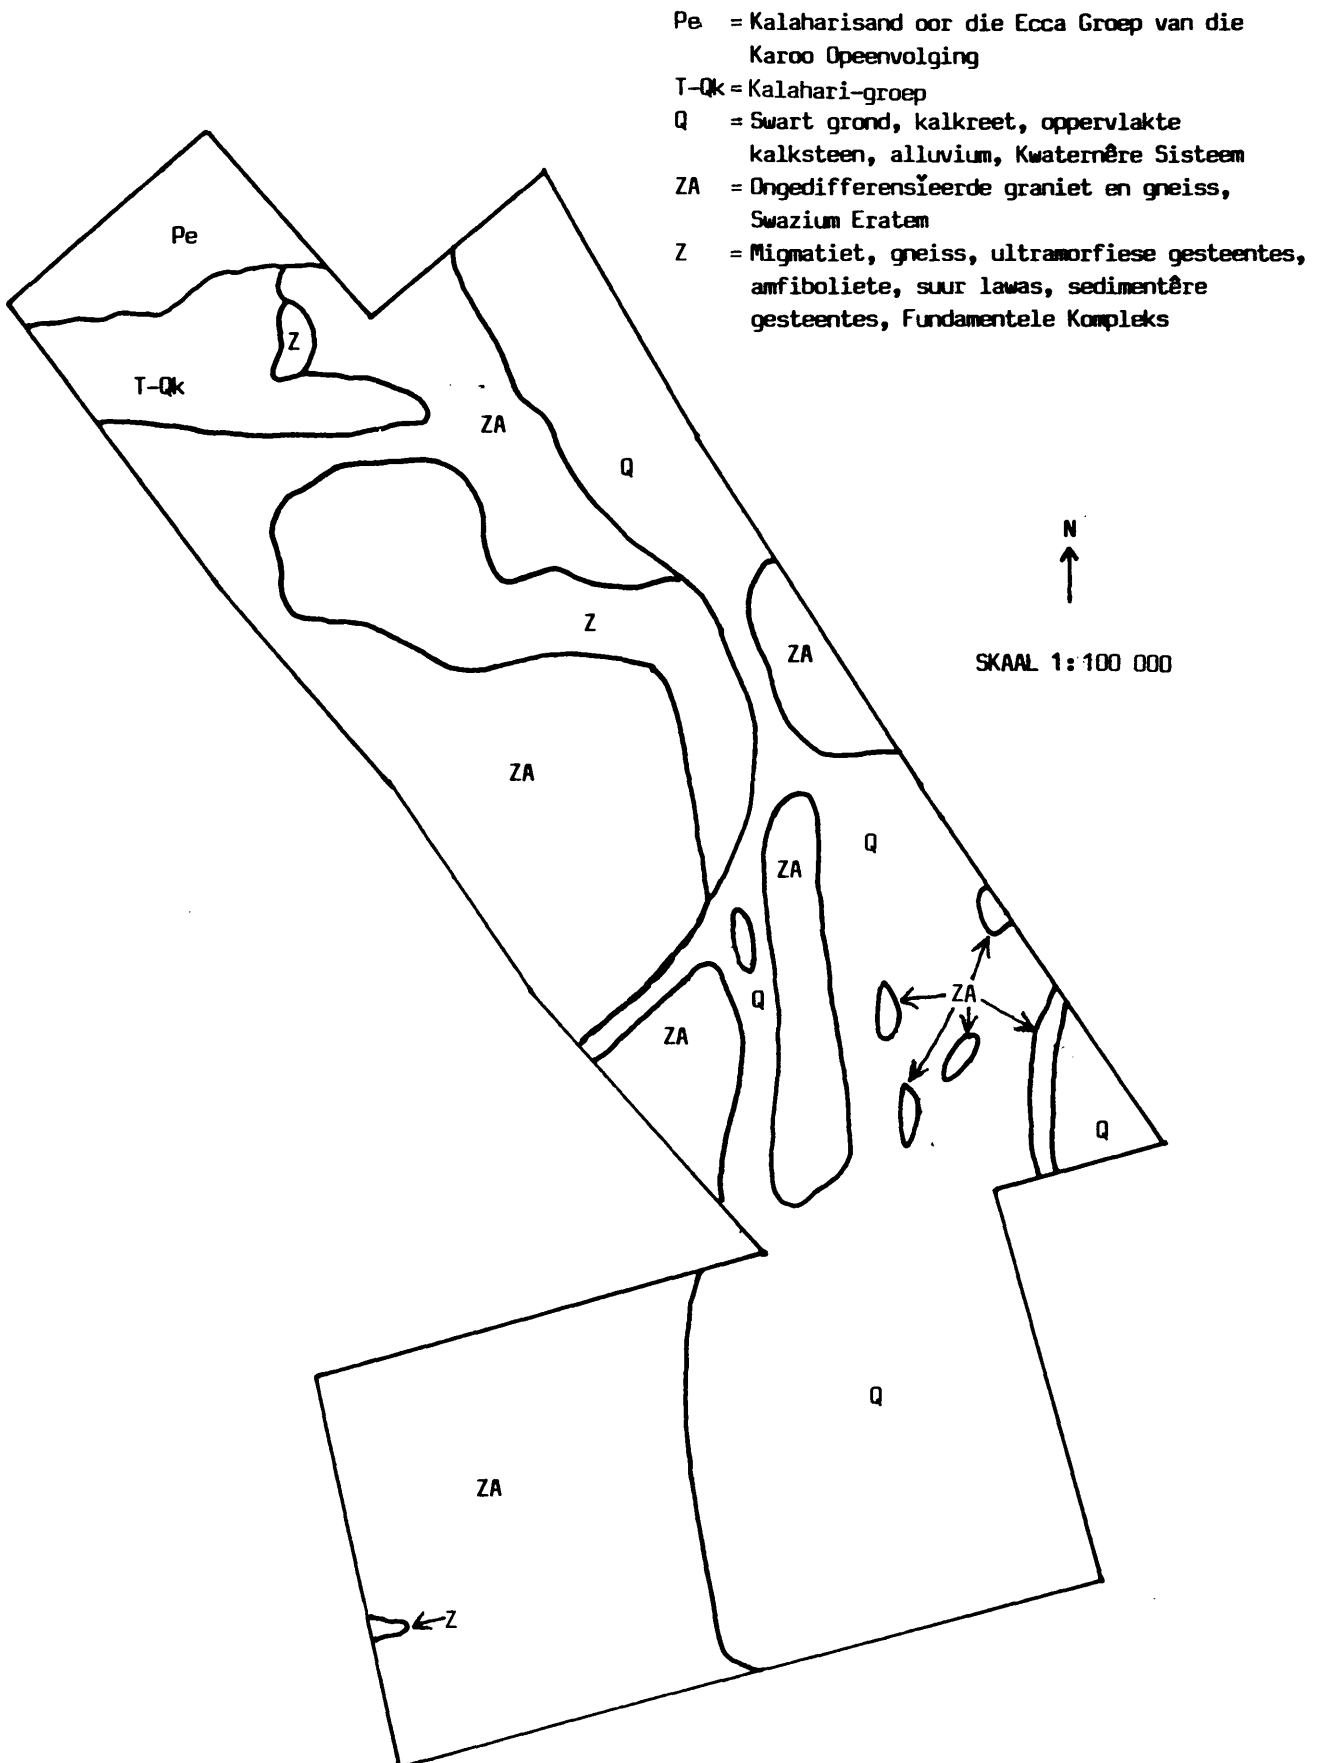 Pe = Kalaharisand oor die Ecca Groep van die
Karoo Opeenvolging
T-Qk = Kalahari-groep
Q = Swart grond, kalkreet, oppervlakte
kalksteen, alluvium, Kwaternêre Sisteem
ZA = Ongedifferensieerde graniet en gneiss,
Swazium Eratem
Z = Migmatiet, gneiss, ultramorfiese gesteentes,
amfiboliete, suur lawas, sedimentêre
gesteentes, Fundamentele Kompleks
Pe
Z
T-Qk
ZA
Q
N
Z
ZA
SKAAL 1:100 000
ZA
Q
ZA
ZA
Q
ZA
Q
Q
ZA
Z